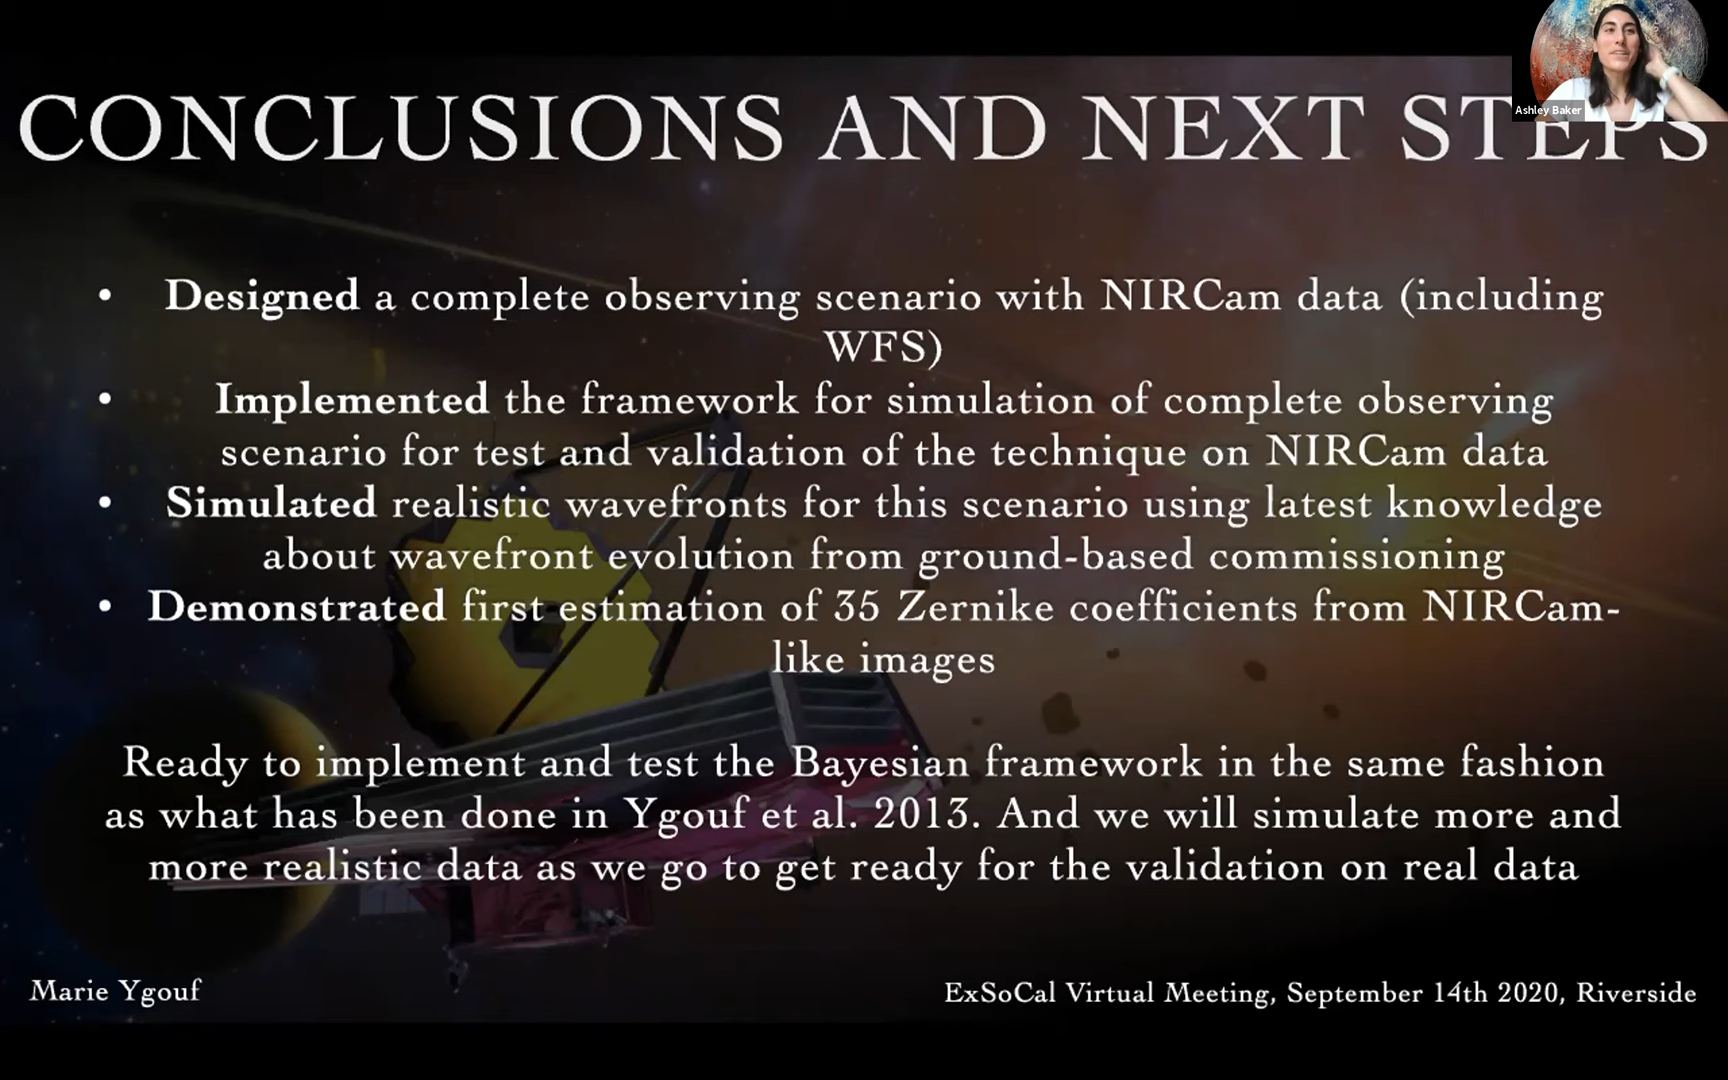 Ashley Baker
CONCLUSIONS AND NEXT STEPS
• Designed a complete observing scenario with NIRCam data (including
WFS)
• Implemented the framework for simulation of complete observing
scenario for test and validation of the technique on NIRCam data
• Simulated realistic wavefronts for this scenario using latest knowledge
about wavefront evolution from ground-based commissioning
• Demonstrated first estimation of 35 Zernike coefficients from NIRCam-
like images
Ready to implement and test the Bayesian framework in the same fashion
as what has been done in Ygouf et al. 2013. And we will simulate more and
more realistic data as we go to get ready for the validation on real data
Marie Ygouf
ExSoCal Virtual Meeting, September 14th 2020, Riverside